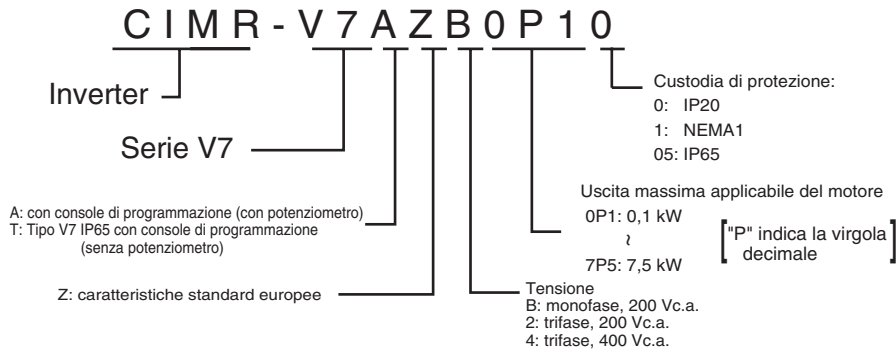 CIMR-V7AZB0P10
Inverter
Serie V7
A: con console di programmazione (con potenziometro)
T: Tipo V7 IP65 con console di programmazione
(senza potenziometro)
Z: caratteristiche standard europee
Custodia di protezione:
0: IP20
1: NEMA1
05: IP65
Uscita massima applicabile del motore
0P1: 0,1 kW
~
7P5: 7,5 kW
"P" indica la virgola
decimale
Tensione
B: monofase, 200 Vc.a.
2: trifase, 200 Vc.a.
4: trifase, 400 Vc.a.